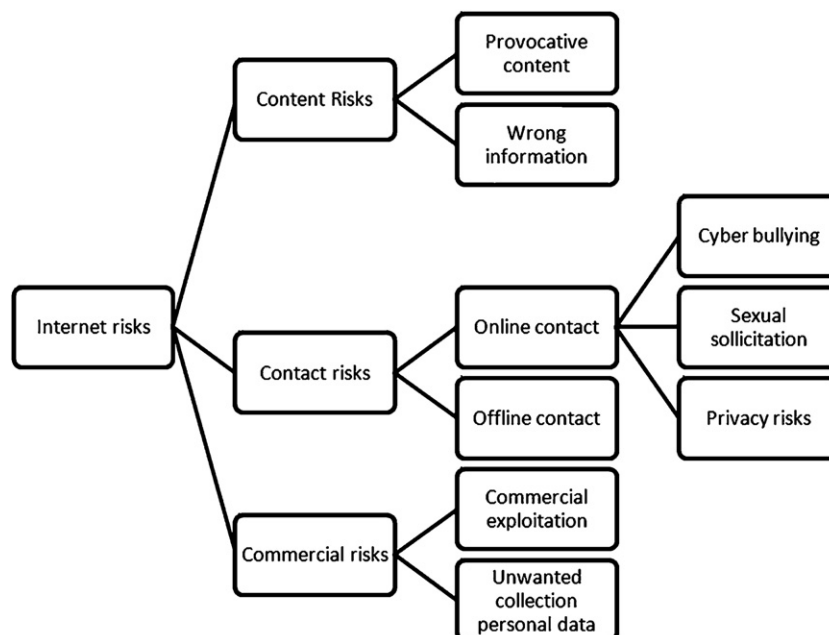 Provocative
content
Content Risks
Wrong
information
Cyber bullying
Internet risks
Online contact
Sexual
sollicitation
Contact risks
Offline contact
Privacy risks
Commercial
exploitation
Commercial risks
Unwanted
collection
personal data